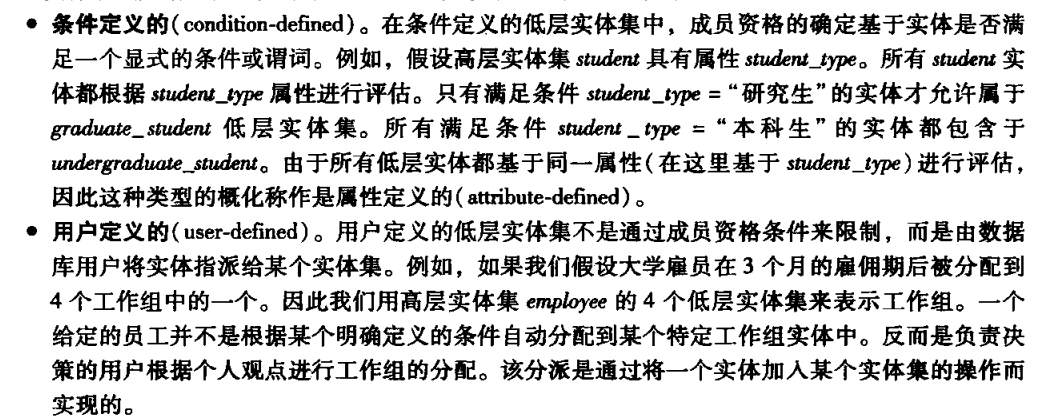 ● 条件定义的(condition-defined)。在条件定义的低层实体集中，成员资格的确定基于实体是否满
足一个显式的条件或谓词。例如，假设高层实体集 student 具有属性 student_type。所有 student 实
体都根据 student_type 属性进行评估。只有满足条件 student_type = “研究生”的实体才允许属于
graduate_student 低层实体集。所有满足条件 student_type = “本科生”的实体都包含于
undergraduate_student。由于所有低层实体都基于同一属性(在这里基于 student_type)进行评估，
因此这种类型的概化称作是属性定义的(attribute-defined)。
● 用户定义的(user-defined)。用户定义的低层实体集不是通过成员资格条件来限制，而是由数据
库用户将实体指派给某个实体集。例如，如果我们假设大学雇员在 3 个月的雇佣期后被分配到
4 个工作组中的一个。因此我们用高层实体集 employee 的 4 个低层实体集来表示工作组。一个
给定的员工并不是根据某个明确定义的条件自动分配到某个特定工作组实体中。反而是负责决
策的用户根据个人观点进行工作组的分配。该分派是通过将一个实体加入某个实体集的操作而
实现的。